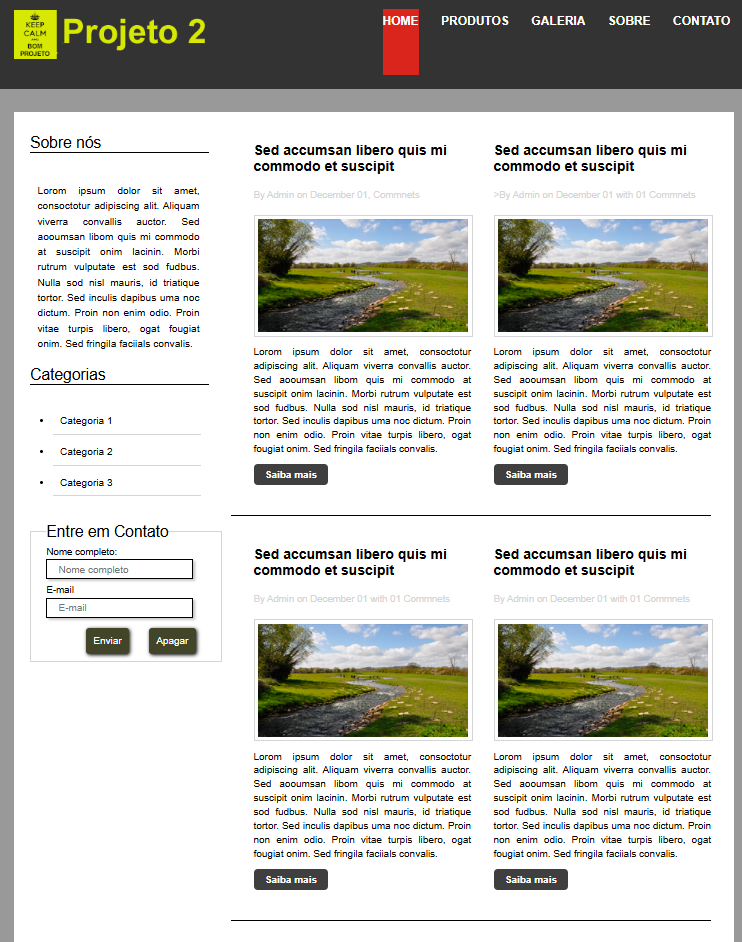 KEEP
CALM
AND
BOM
PROJETO
Projeto 2
HOME PRODUTOS GALERIA SOBRE CONTATO
Sobre nós
Lorem ipsum dolor sit amet,
consoctotur adipiscing alit. Aliquam
viverra convallis auctor. Sed
aooumsan libom quis mi commodo
at suscipit onim lacinin. Morbi
rutrum vulputate est sod fudbus.
Nulla sod nisl mauris, id triatique
tortor. Sed inculis dapibus uma noc
dictum. Proin non enim odio. Proin
vitae turpis libero, ogat fougiat
onim. Sed fringila faciials convalis.
Categorias
Categoria 1
Categoria 2
Categoria 3
Entre em Contato
Nome completo:
Nome completo
E-mail
E-mail
Enviar Apagar
Sed accumsan libero quis mi
commodo et suscipit
By Admin on December 01, Commnets
Lorem ipsum dolor sit amet, consoctotur
adipiscing alit. Aliquam viverra convallis auctor.
Sed aooumsan libom quis mi commodo at
suscipit onim lacinin. Morbi rutrum vulputate est
sod fudbus. Nulla sod nisl mauris, id triatique
tortor. Sed inculis dapibus uma noc dictum. Proin
non enim odio. Proin vitae turpis libero, ogat
fougiat onim. Sed fringila faciials convalis.
Saiba mais
Sed accumsan libero quis mi
commodo et suscipit
>By Admin on December 01 with 01 Commnets
Lorem ipsum dolor sit amet, consoctotur
adipiscing alit. Aliquam viverra convallis auctor.
Sed aooumsan libom quis mi commodo at
suscipit onim lacinin. Morbi rutrum vulputate est
sod fudbus. Nulla sod nisl mauris, id triatique
tortor. Sed inculis dapibus uma noc dictum. Proin
non enim odio. Proin vitae turpis libero, ogat
fougiat onim. Sed fringila faciials convalis.
Saiba mais
Sed accumsan libero quis mi
commodo et suscipit
By Admin on December 01 with 01 Commnets
Lorem ipsum dolor sit amet, consoctotur
adipiscing alit. Aliquam viverra convallis auctor.
Sed aooumsan libom quis mi commodo at
suscipit onim lacinin. Morbi rutrum vulputate est
sod fudbus. Nulla sod nisl mauris, id triatique
tortor. Sed inculis dapibus uma noc dictum. Proin
non enim odio. Proin vitae turpis libero, ogat
fougiat onim. Sed fringila faciials convalis.
Saiba mais
Sed accumsan libero quis mi
commodo et suscipit
By Admin on December 01 with 01 Commnets
Lorem ipsum dolor sit amet, consoctotur
adipiscing alit. Aliquam viverra convallis auctor.
Sed aooumsan libom quis mi commodo at
suscipit onim lacinin. Morbi rutrum vulputate est
sod fudbus. Nulla sod nisl mauris, id triatique
tortor. Sed inculis dapibus uma noc dictum. Proin
non enim odio. Proin vitae turpis libero, ogat
fougiat onim. Sed fringila faciials convalis.
Saiba mais